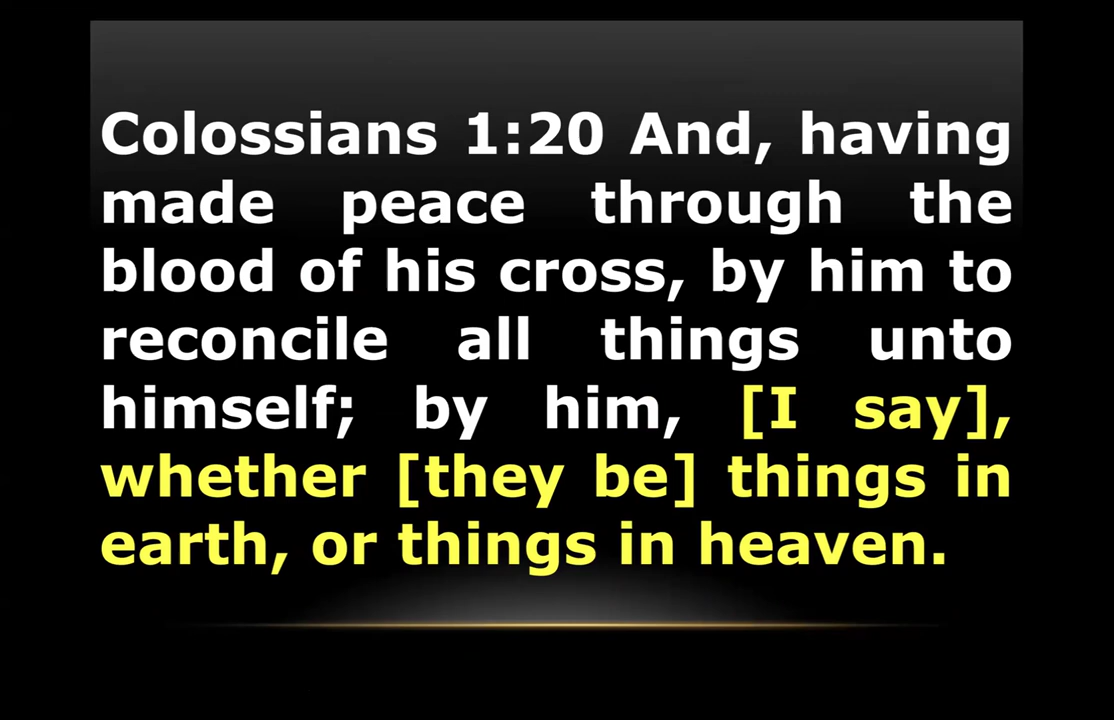 Colossians 1:20 And, having
made peace through the
blood of his cross, by him to
reconcile all things unto
himself; by him, [I say],
whether [they be] things in
earth, or things in heaven.